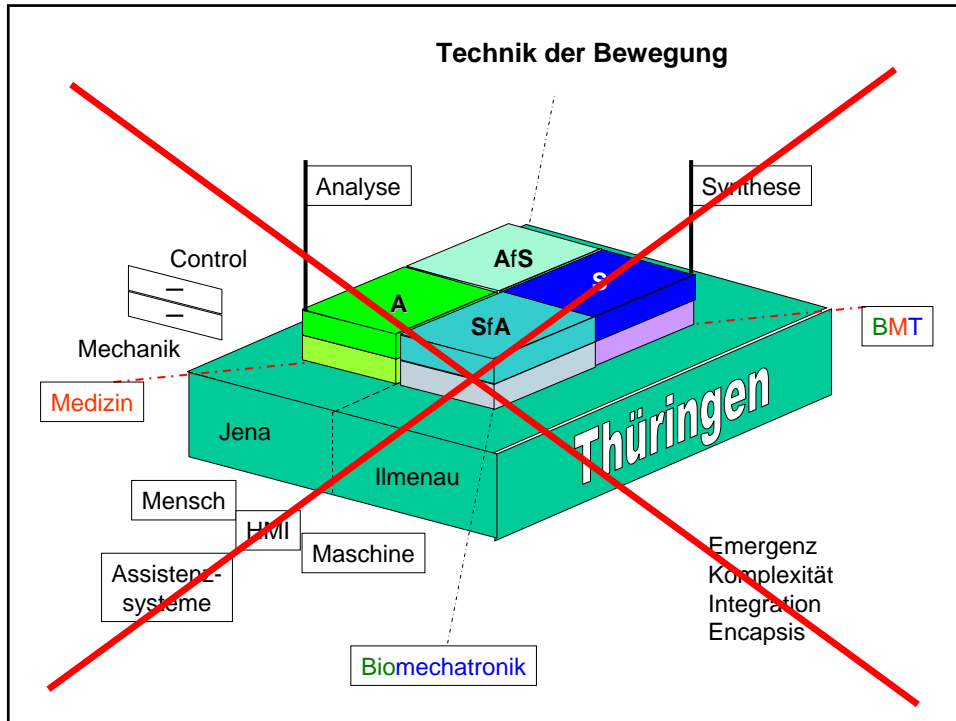 Technik der Bewegung
Analyse
Synthese
AfS
Control
A
S
SfA
Mechanik
BMT
Medizin
Thüringen
Jena
Ilmenau
Mensch
HMI
Maschine
Assistenz-
systeme
Emergenz
Komplexität
Integration
Encapsis
Biomechatronik